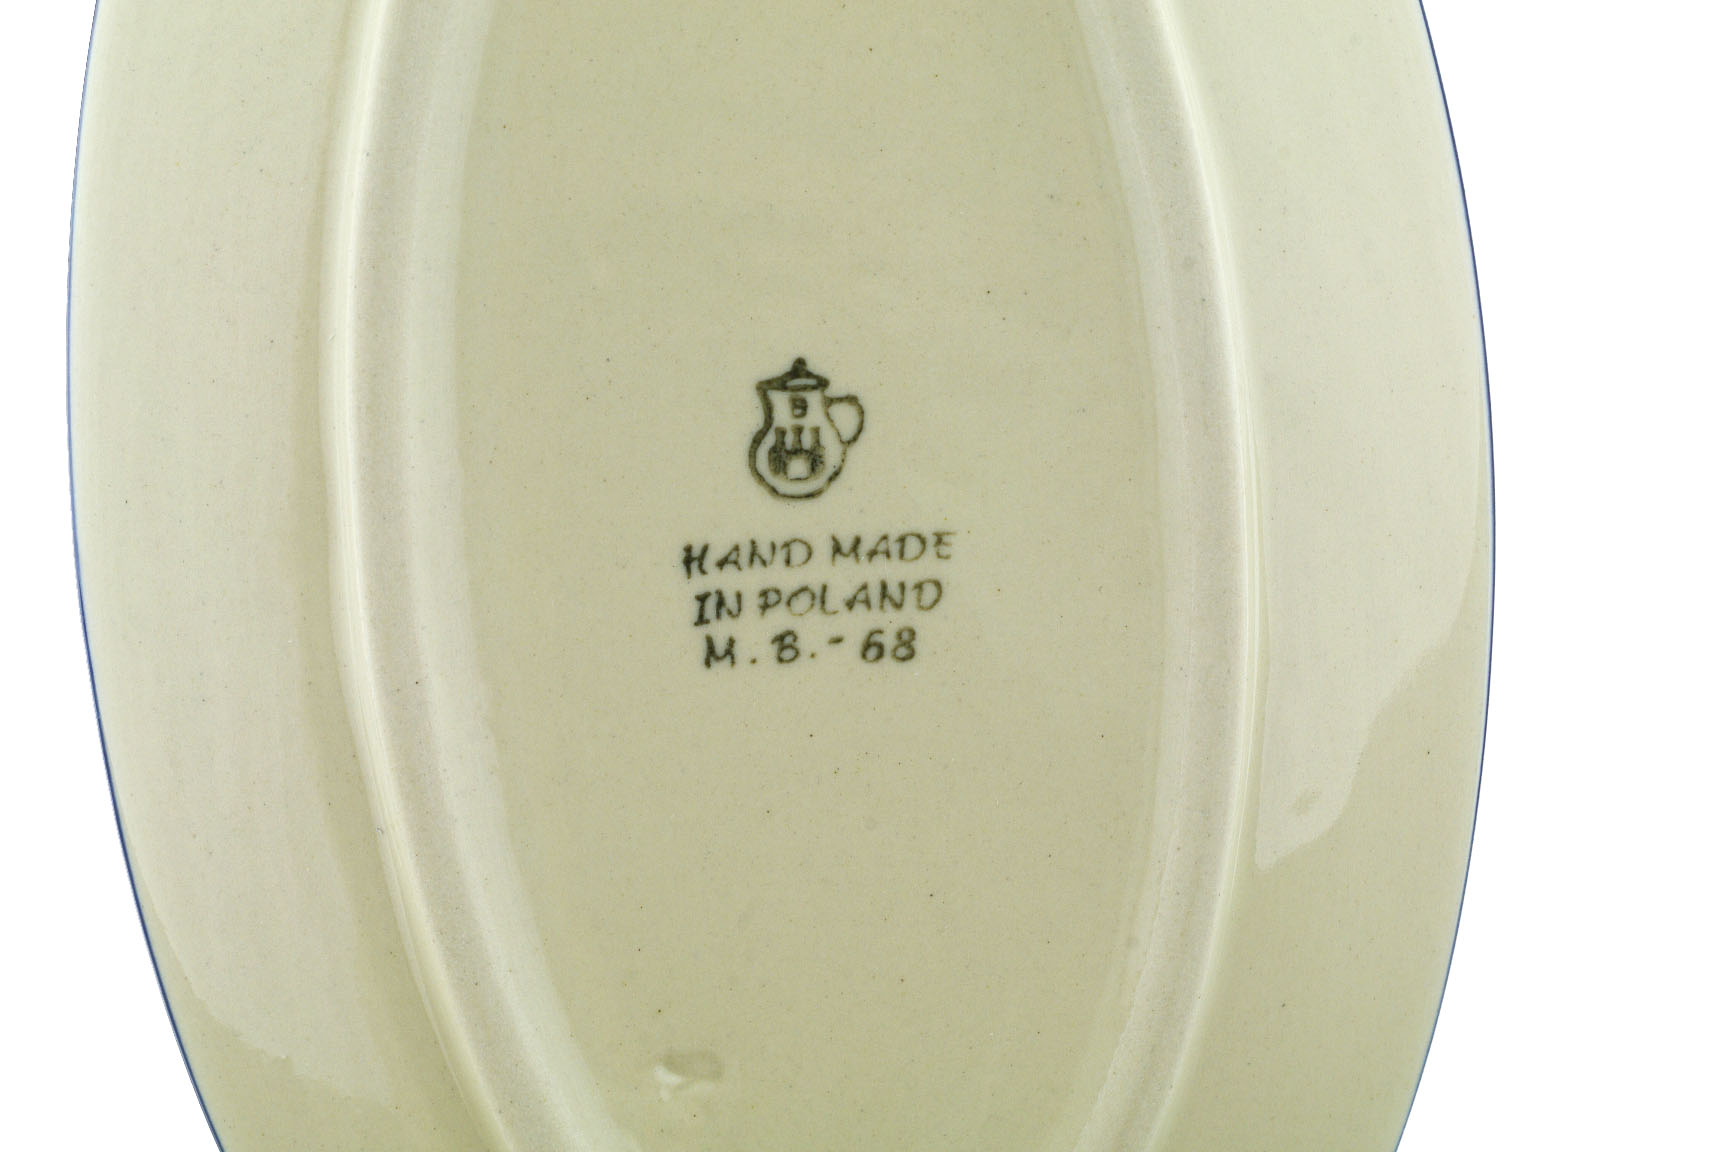 B
HAND MADE
IN POLAND
M.B.-68